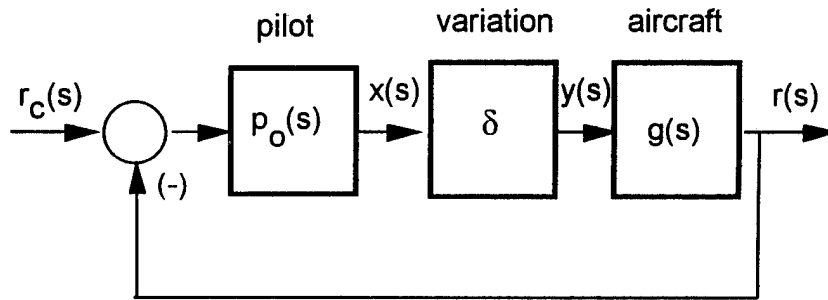 pilot variation aircraft
r_c(s) p_o(s) x(s) δ y(s) g(s) r(s)
(-)